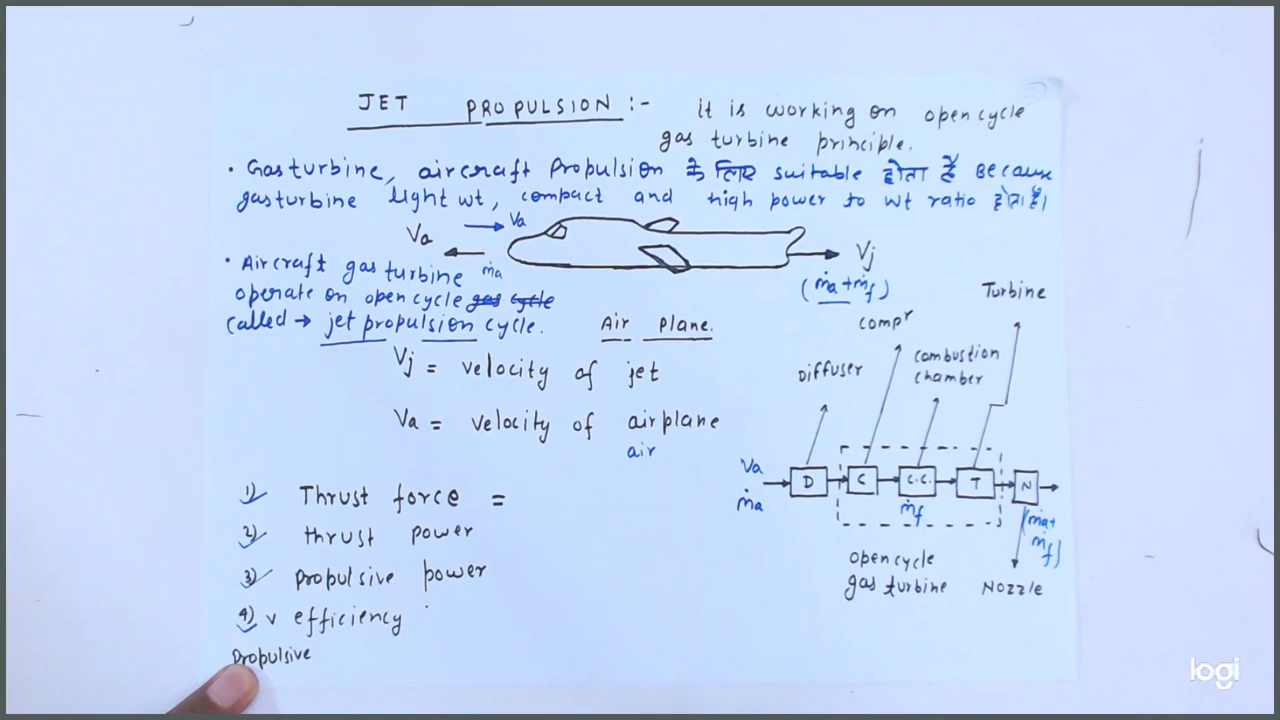 JET PROPULSION :- It is working on open cycle
gas turbine principle.
• Gas turbine, aircraft Propulsion के लिए suitable होता है Because
gas turbine light wt, compact and high power to wt ratio होता है।
Va
Va
Vj
• Aircraft gas turbine
ṁa
(ṁa+ṁf)
operate on open cycle gas cycle
called → jet propulsion cycle.
Air Plane.
Vj = velocity of jet
Va = velocity of airplane
air
Turbine
compr
combustion
chamber
Diffuser
Va
ṁa
D
C
C.C.
T
N
ṁf
(ṁa+
ṁf)
open cycle
gas turbine
Nozzle
1) Thrust force =
2) thrust power
3) propulsive power
4) v efficiency
Propulsive
logi